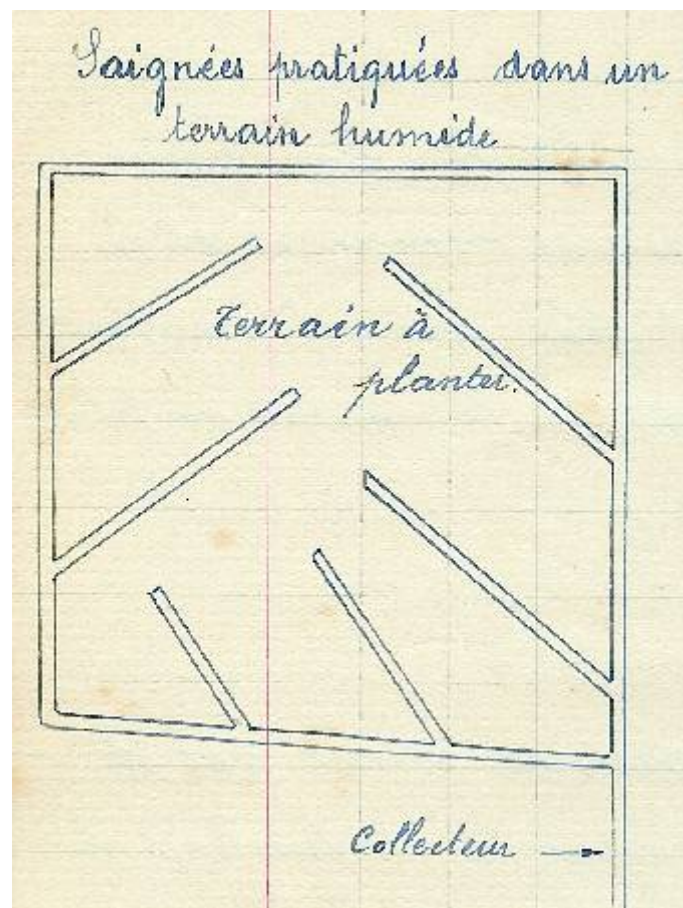 Saignées pratiquées dans un
terrain humide
Terrain à
planter.
Collecteur